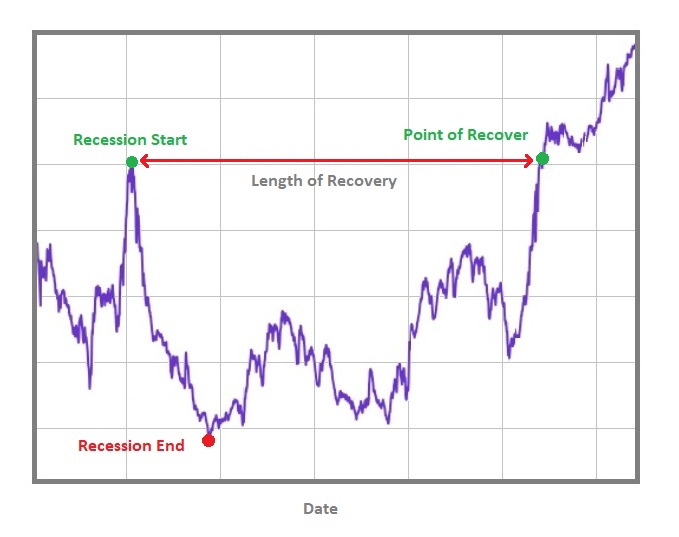 Recession Start
Point of Recover
Length of Recovery
Recession End
Date